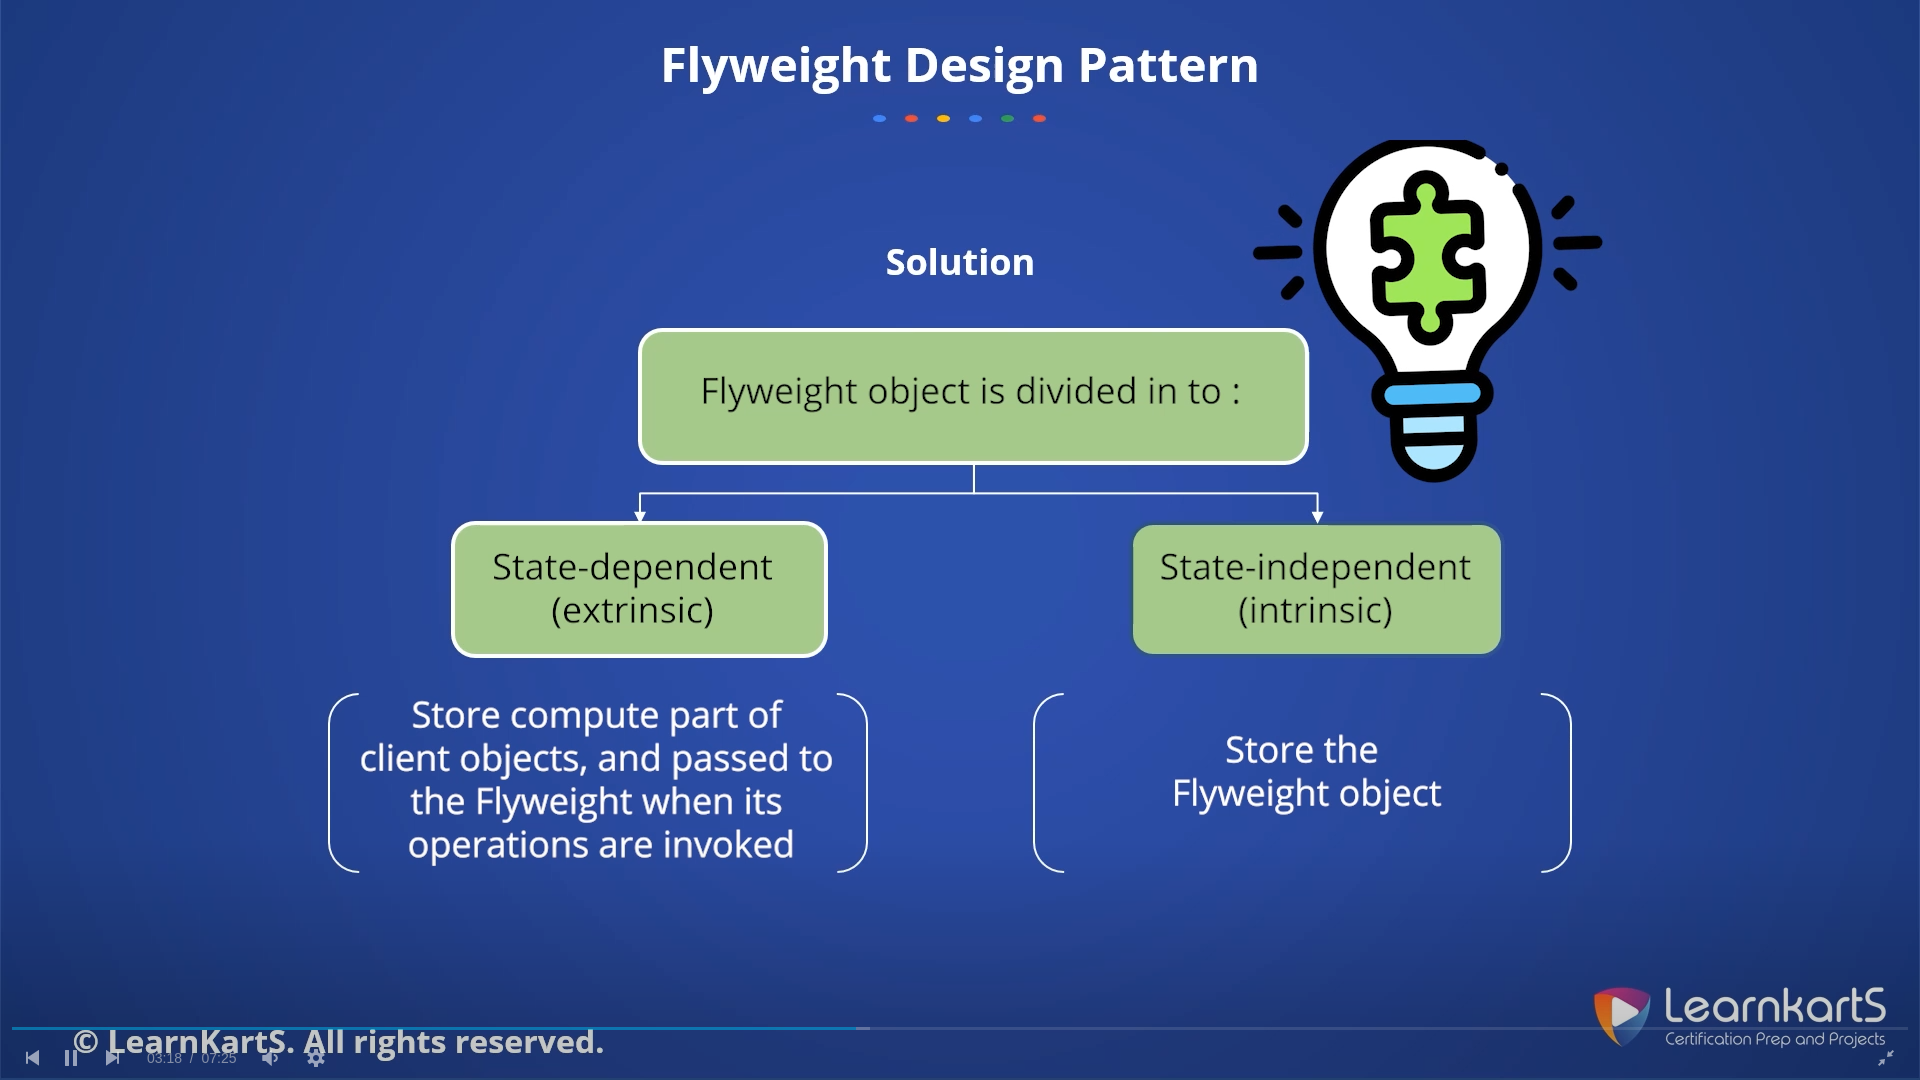 Flyweight Design Pattern
Solution
Flyweight object is divided in to :
State-dependent
(extrinsic)
State-independent
(intrinsic)
Store compute part of
client objects, and passed to
the Flyweight when its
operations are invoked
Store the
Flyweight object
LearnkartS
Certification Prep and Projects
© LearnKartS. All rights reserved.
03:18 / 07:25